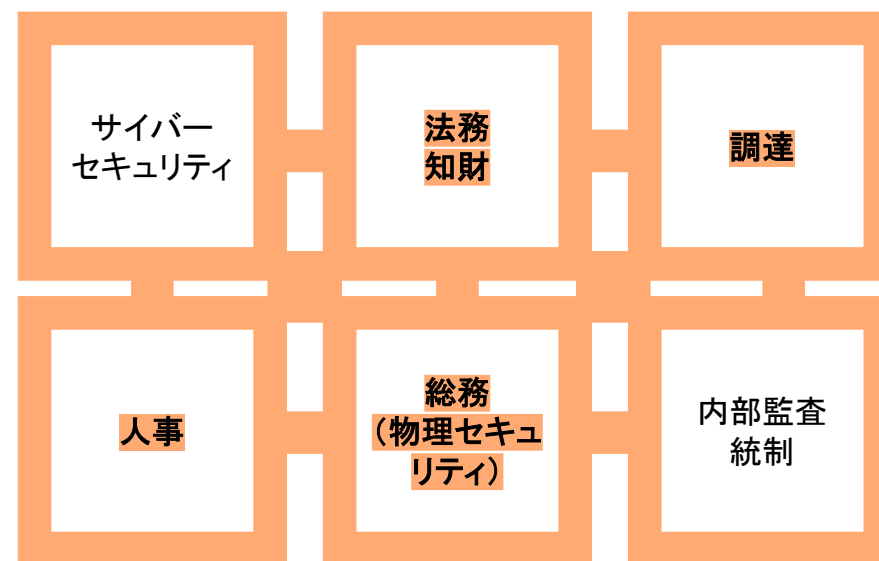 サイバー
セキュリティ
法務
知財
調達
人事
総務
（物理セキュ
リティ）
内部監査
統制